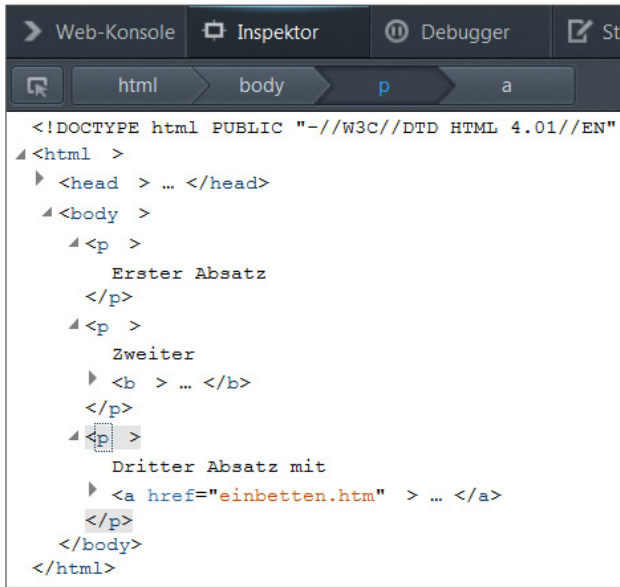 Web-Konsole Inspektor Debugger St
html body p a
<!DOCTYPE html PUBLIC "-//W3C//DTD HTML 4.01//EN"
<html >
<head > … </head>
<body >
<p >
Erster Absatz
</p>
<p >
Zweiter
<b > … </b>
</p>
<p >
Dritter Absatz mit
<a href="einbetten.htm" > … </a>
</p>
</body>
</html>